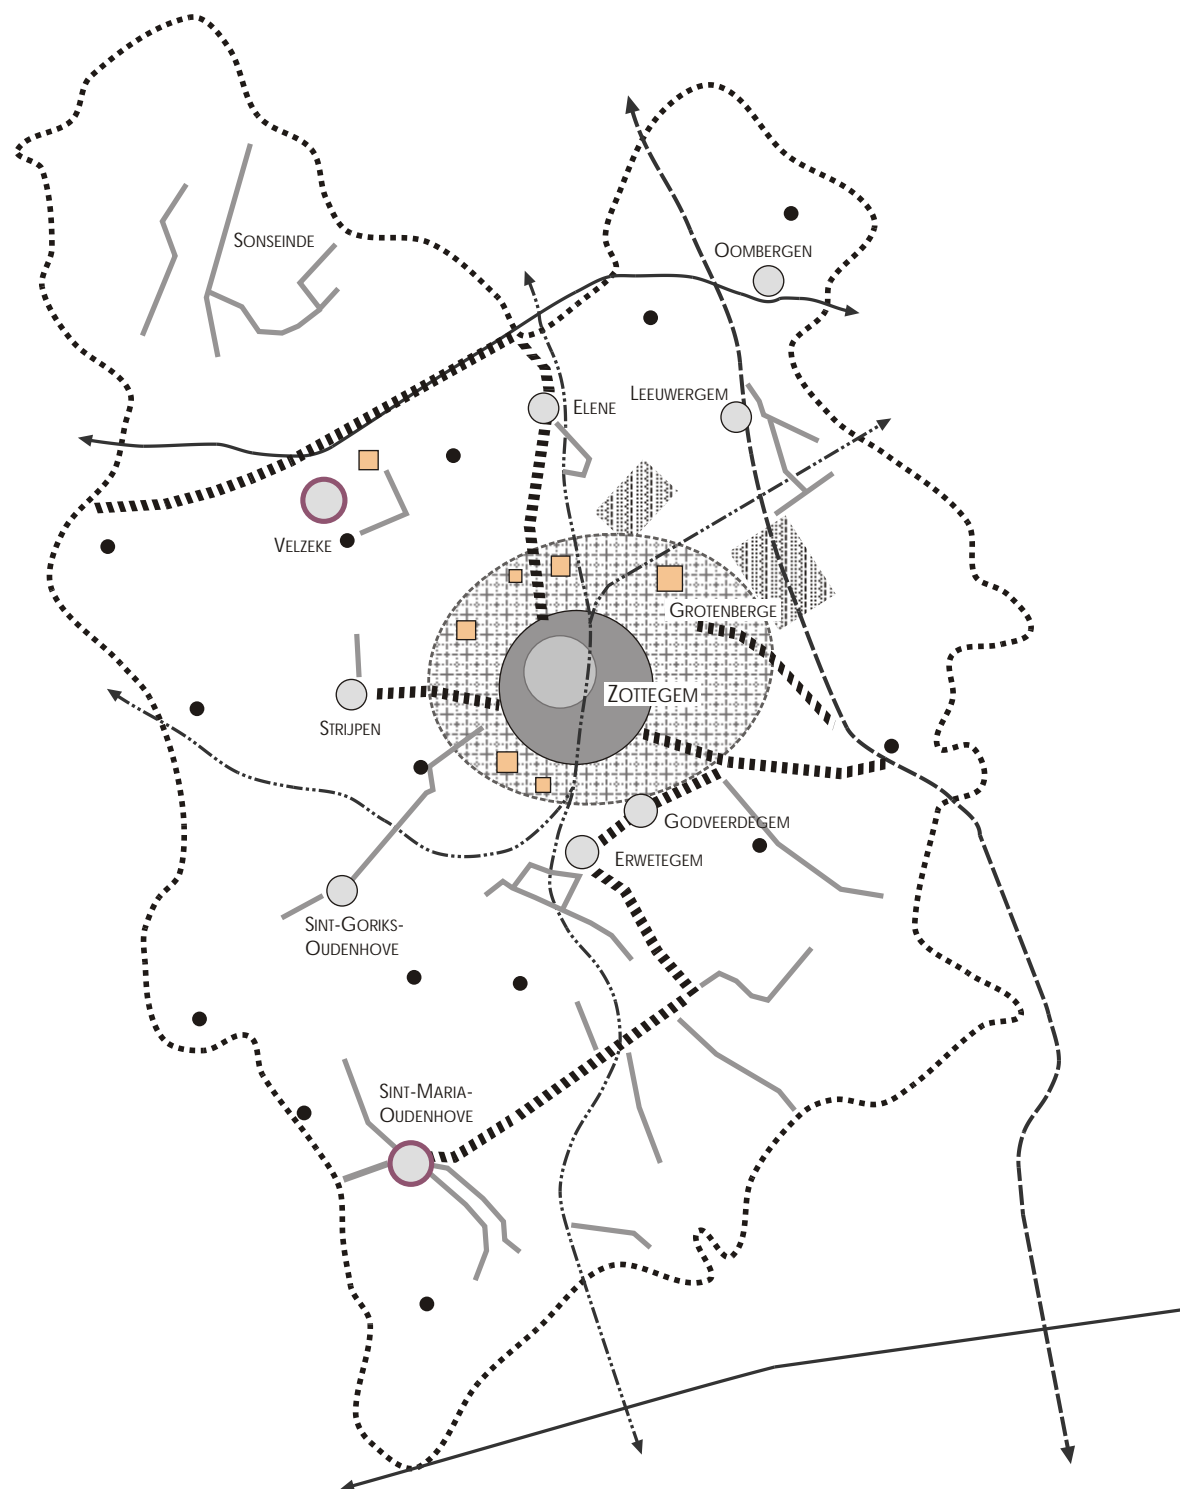 Sonseinde
Oombergen
Leeuwergem
Elene
Velzeke
Grotenberge
Zottegem
Strijpen
Godveerdegem
Erwetegem
Sint-Goriks-
Oudenhove
Sint-Maria-
Oudenhove